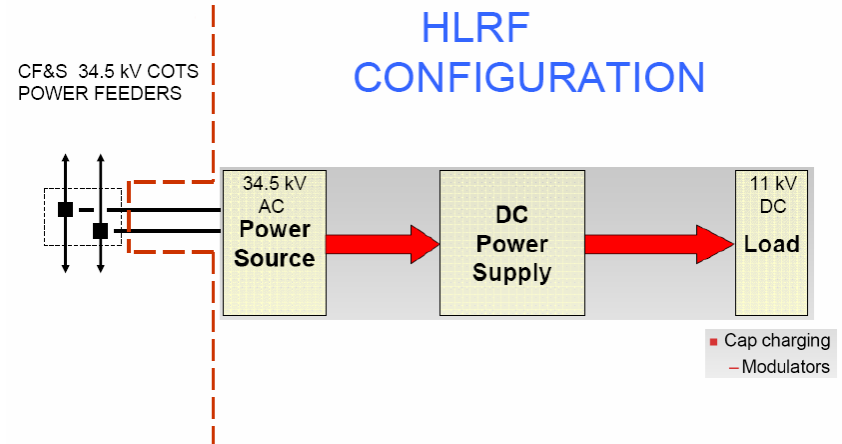 HLRF
CONFIGURATION
CF&S 34.5 kV COTS
POWER FEEDERS
34.5 kV
AC
Power
Source
DC
Power
Supply
11 kV
DC
Load
Cap charging
– Modulators